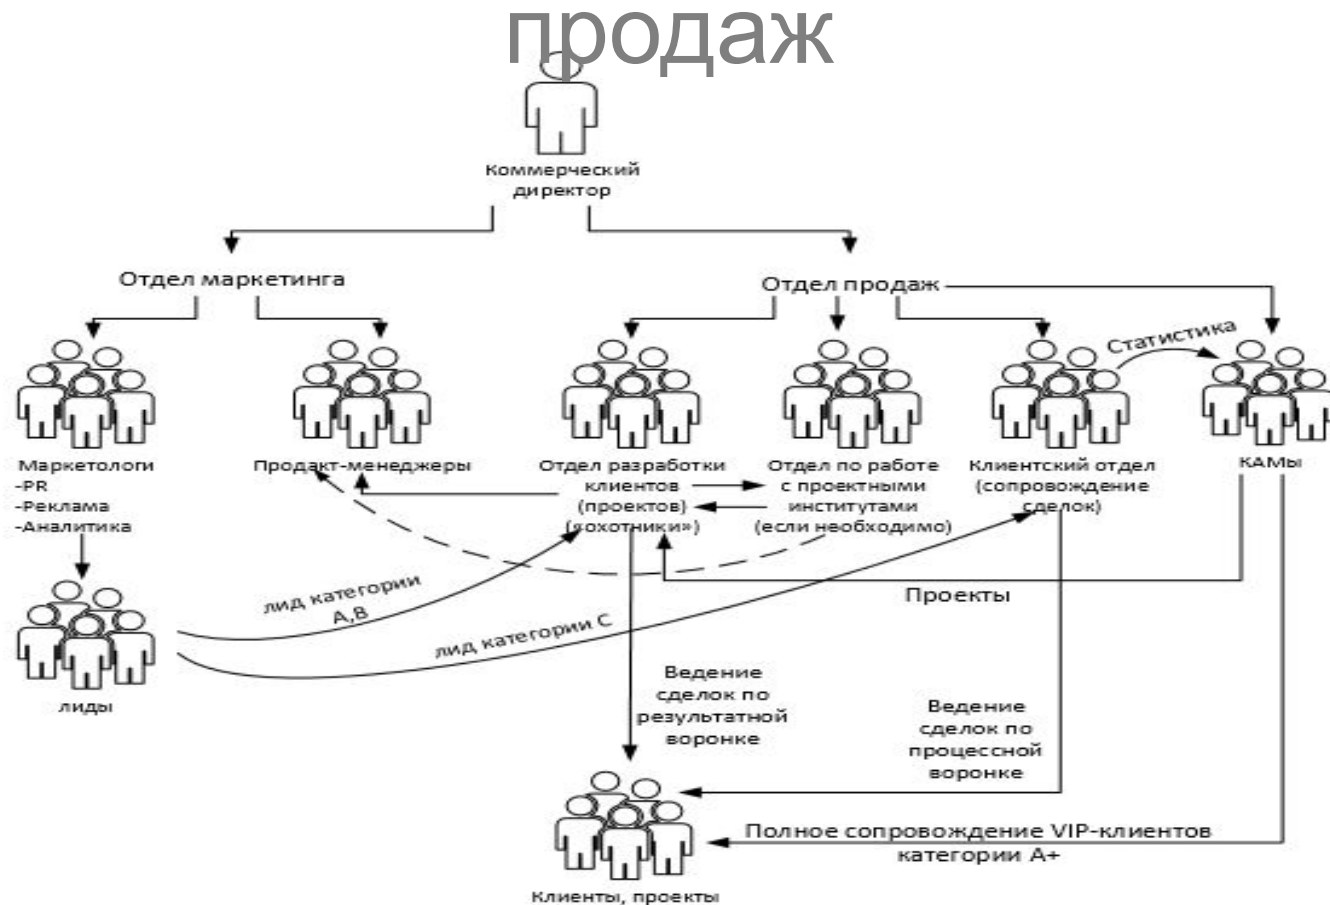 продаж
Коммерческий
директор
Отдел маркетинга
Отдел продаж
Статистика
Маркетологи
-PR
-Реклама
-Аналитика
Продакт-менеджеры
Отдел разработки
клиентов
(проектов)
(«охотники»)
Отдел по работе
с проектными
институтами
(если необходимо)
Клиентский отдел
(сопровождение
сделок)
КАМы
лид категории
А,В
Проекты
лид категории С
лиды
Ведение
сделок по
результатной
воронке
Ведение
сделок по
процессной
воронке
Полное сопровождение VIP-клиентов
категории А+
Клиенты, проекты